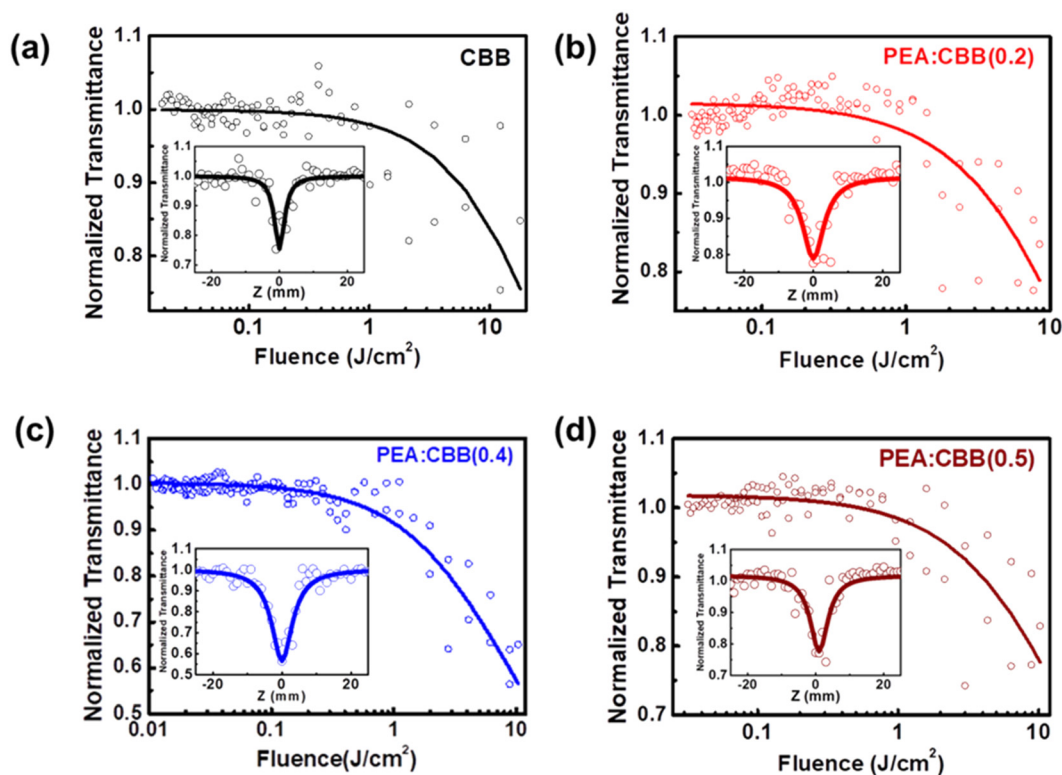 (a)
CBB
1.1
1.0
0.9
0.8
Normalized Transmittance
0.1
1
10
Fluence (J/cm²)
1.1
1.0
0.9
0.8
0.7
Normalized Transmittance
-20
0
20
Z (mm)
(b)
PEA:CBB(0.2)
1.1
1.0
0.9
0.8
Normalized Transmittance
0.1
1
10
Fluence (J/cm²)
1.1
1.0
0.9
0.8
Normalized Transmittance
-20
0
20
Z (mm)
(c)
PEA:CBB(0.4)
1.1
1.0
0.9
0.8
0.7
0.6
0.5
Normalized Transmittance
0.01
0.1
1
10
Fluence(J/cm²)
1.1
1.0
0.9
0.8
0.7
0.6
0.5
Normalized Transmittance
-20
0
20
Z (mm)
(d)
PEA:CBB(0.5)
1.1
1.0
0.9
0.8
0.7
Normalized Transmittance
0.1
1
10
Fluence (J/cm²)
1.1
1.0
0.9
0.8
0.7
Normalized Transmittance
-20
0
20
Z (mm)